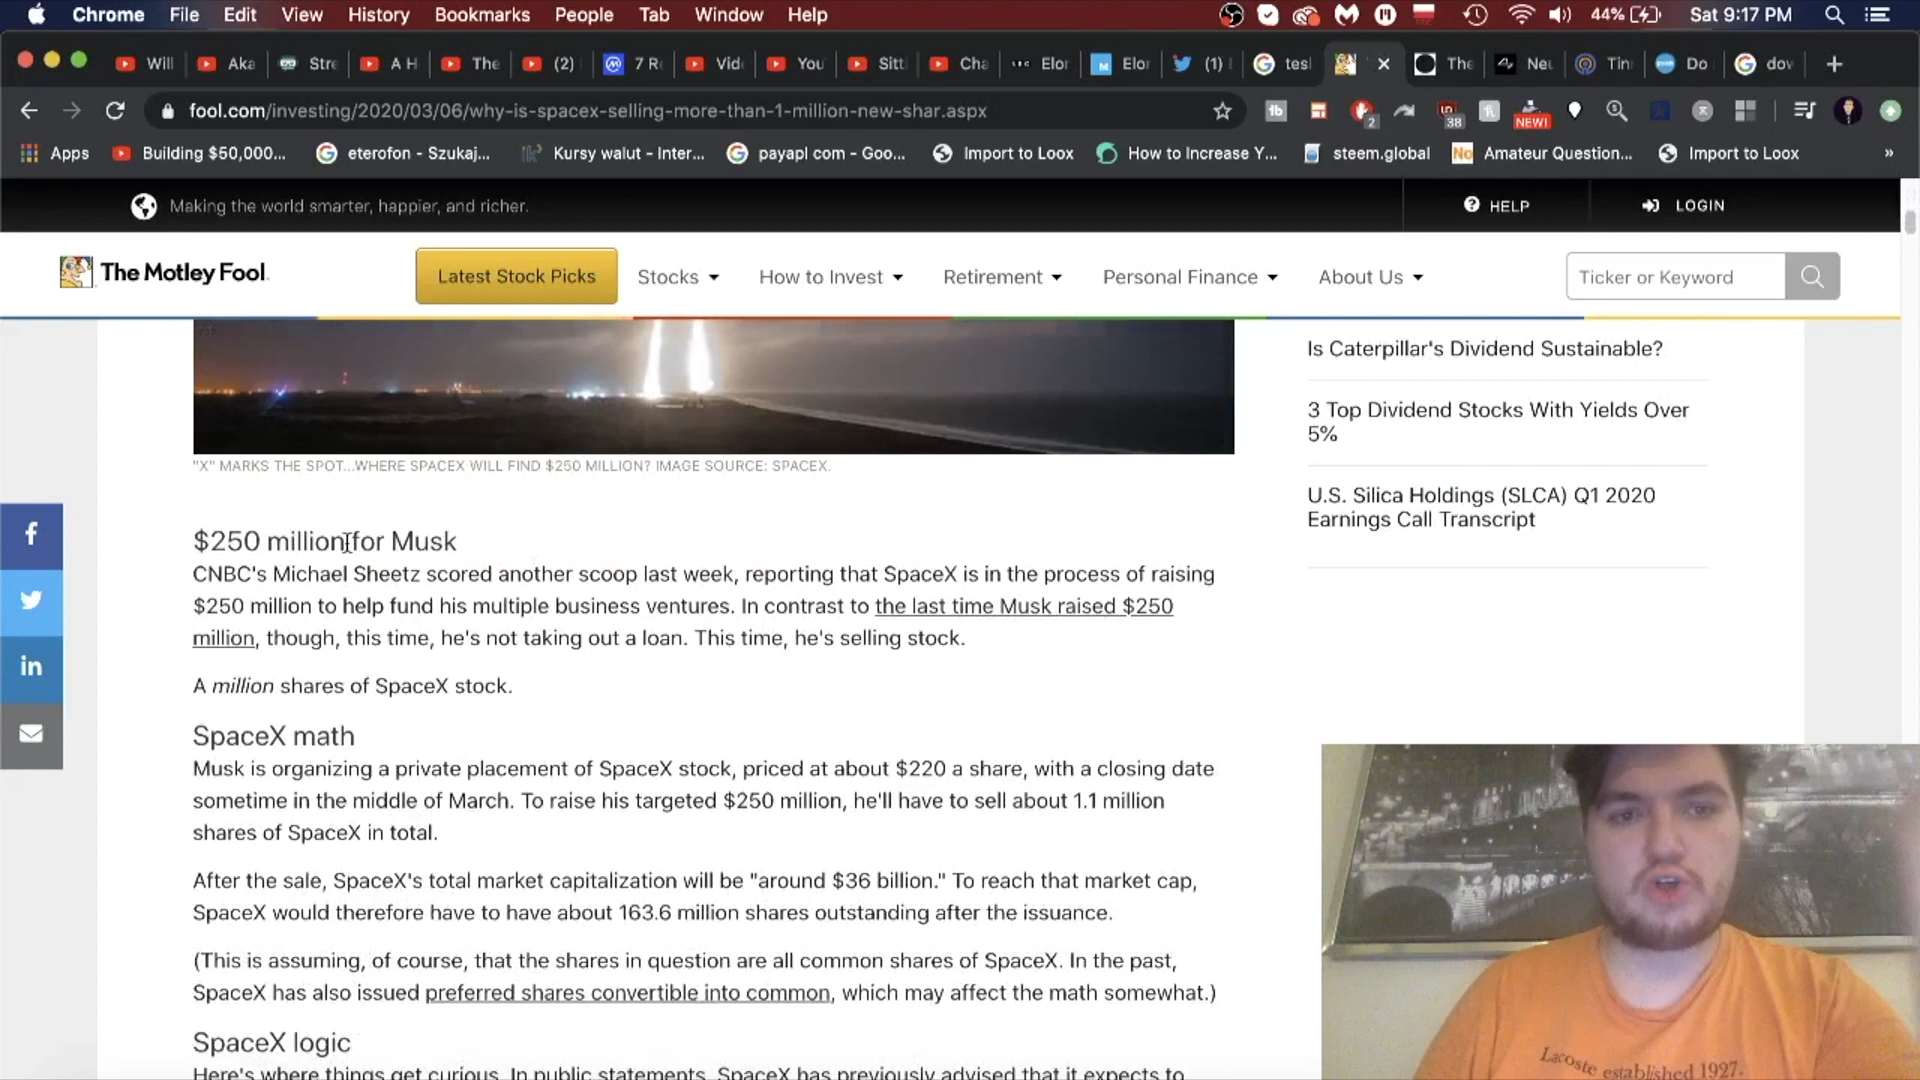 Chrome File Edit View History Bookmarks People Tab Window Help 44% Sat 9:17 PM
Will Aka Stre A H The (2) 7 R Vid You Sitt Cha Elor Elor (1) tesl The Neu Tin Do dov
fool.com/investing/2020/03/06/why-is-spacex-selling-more-than-1-million-new-shar.aspx 2 38 NEW!
Apps Building $50,000... eterofon - Szukaj... Kursy walut - Inter... payapl com - Goo... Import to Loox How to Increase Y... steem.global No Amateur Question... Import to Loox »
Making the world smarter, happier, and richer. HELP LOGIN
The Motley Fool Latest Stock Picks Stocks How to Invest Retirement Personal Finance About Us Ticker or Keyword
Is Caterpillar's Dividend Sustainable?
3 Top Dividend Stocks With Yields Over
5%
U.S. Silica Holdings (SLCA) Q1 2020
Earnings Call Transcript
"X" MARKS THE SPOT...WHERE SPACEX WILL FIND $250 MILLION? IMAGE SOURCE: SPACEX.
$250 million for Musk
CNBC's Michael Sheetz scored another scoop last week, reporting that SpaceX is in the process of raising
$250 million to help fund his multiple business ventures. In contrast to the last time Musk raised $250
million, though, this time, he's not taking out a loan. This time, he's selling stock.
A million shares of SpaceX stock.
SpaceX math
Musk is organizing a private placement of SpaceX stock, priced at about $220 a share, with a closing date
sometime in the middle of March. To raise his targeted $250 million, he'll have to sell about 1.1 million
shares of SpaceX in total.
After the sale, SpaceX's total market capitalization will be "around $36 billion." To reach that market cap,
SpaceX would therefore have to have about 163.6 million shares outstanding after the issuance.
(This is assuming, of course, that the shares in question are all common shares of SpaceX. In the past,
SpaceX has also issued preferred shares convertible into common, which may affect the math somewhat.)
SpaceX logic
Here's where things get curious. In public statements, SpaceX has previously advised that it expects to
Lacoste established 1927.